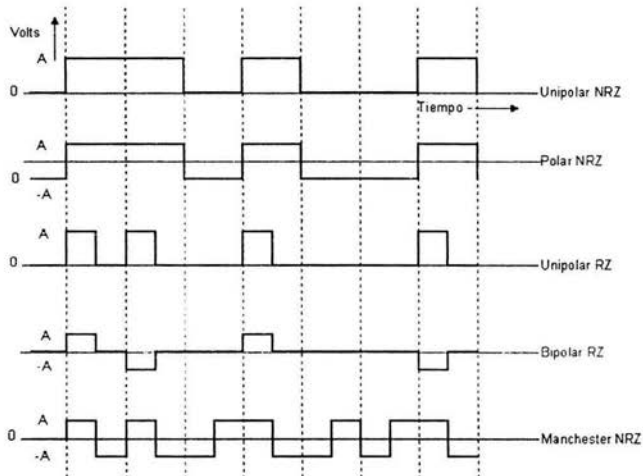 Volts
A
0
Unipolar NRZ
Tiempo
A
Polar NRZ
0
-A
A
0
Unipolar RZ
A
Bipolar RZ
-A
A
0
Manchester NRZ
-A